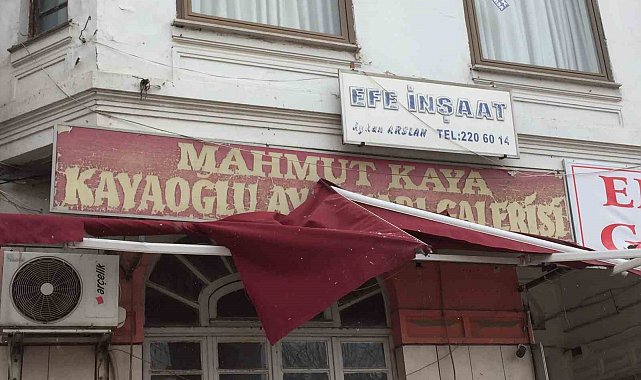 EFE İNŞAAT
Aydın ARSLAN TEL:220 60 14
MAHMUT KAYA
KAYAOĞLU GALERİSİ
arçelik